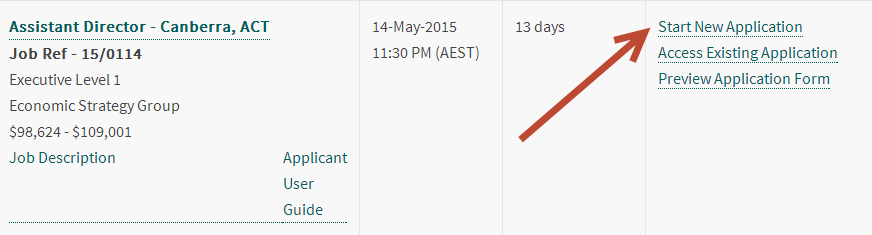 Assistant Director - Canberra, ACT
Job Ref - 15/0114
Executive Level 1
Economic Strategy Group
$98,624 - $109,001
Job Description
Applicant
User
Guide
14-May-2015
11:30 PM (AEST)
13 days
Start New Application
Access Existing Application
Preview Application Form